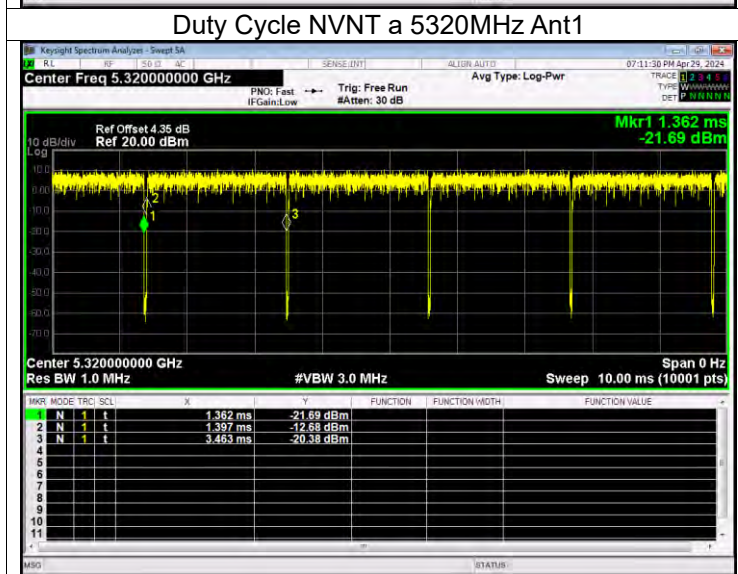 Duty Cycle NVNT a 5320MHz Ant1
Keysight Spectrum Analyzer - Swept SA
RL RF 50 Ω AC SENSE:INT ALIGN AUTO 07:11:30 PM Apr 29, 2024
Center Freq 5.320000000 GHz Avg Type: Log-Pwr TRACE 1 2 3 4 5 6
PNO: Fast Trig: Free Run TYPE WWWWWW
IFGain:Low #Atten: 30 dB DET P N N N N N
Mkr1 1.362 ms
Ref Offset 4.35 dB
10 dB/div Ref 20.00 dBm -21.69 dBm
Log
10.0
0.00
2
1
3
-10.0
-20.0
-30.0
-40.0
-50.0
-60.0
-70.0
Center 5.320000000 GHz Span 0 Hz
Res BW 1.0 MHz #VBW 3.0 MHz Sweep 10.00 ms (10001 pts)
MKR MODE TRC SCL X Y FUNCTION FUNCTION WIDTH FUNCTION VALUE
1 N 1 t 1.362 ms -21.69 dBm
2 N 1 t 1.397 ms -12.68 dBm
3 N 1 t 3.463 ms -20.38 dBm
4
5
6
7
8
9
10
11
MSG STATUS